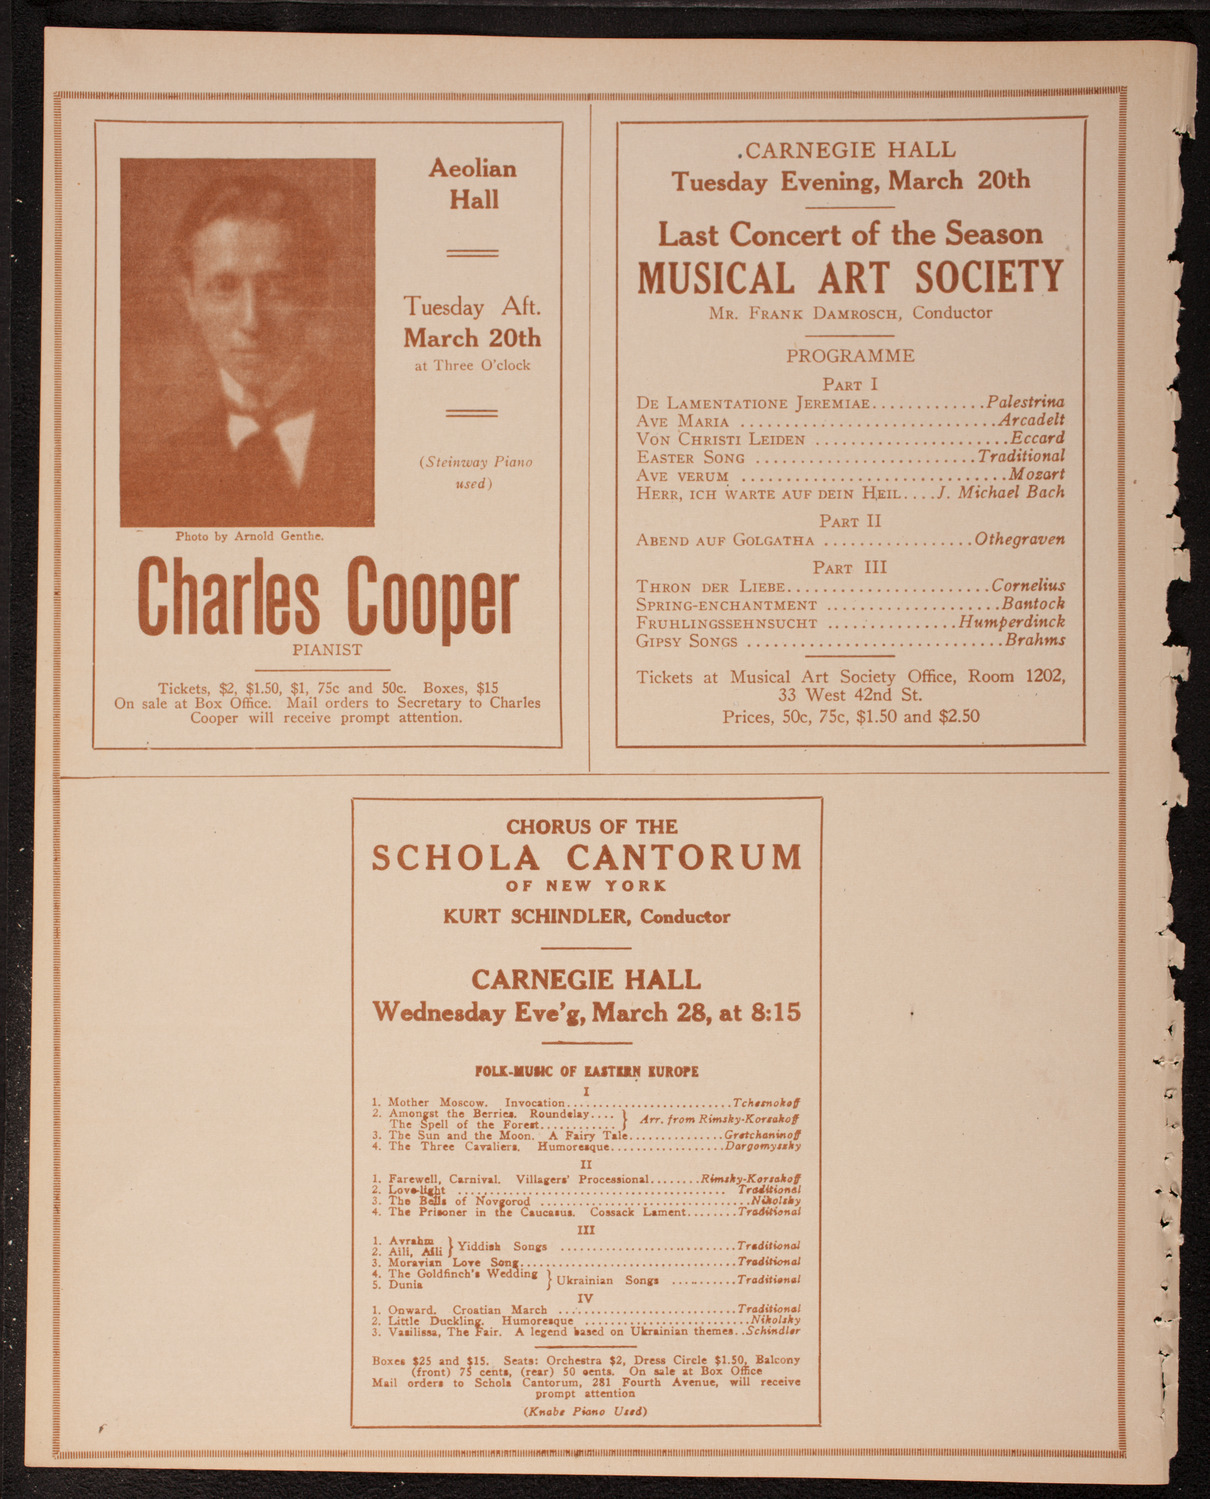 Aeolian
Hall
Tuesday Aft.
March 20th
at Three O'clock
(Steinway Piano
used)
Photo by Arnold Genthe.
Charles Cooper
PIANIST
Tickets, $2, $1.50, $1, 75c and 50c. Boxes, $15
On sale at Box Office. Mail orders to Secretary to Charles
Cooper will receive prompt attention.
.CARNEGIE HALL
Tuesday Evening, March 20th
Last Concert of the Season
MUSICAL ART SOCIETY
MR. FRANK DAMROSCH, Conductor
PROGRAMME
PART I
DE LAMENTATIONE JEREMIAE.............Palestrina
AVE MARIA ............................Arcadelt
VON CHRISTI LEIDEN .....................Eccard
EASTER SONG ........................Traditional
AVE VERUM .............................Mozart
HERR, ICH WARTE AUF DEIN HEIL....J. Michael Bach
PART II
ABEND AUF GOLGATHA .................Othegraven
PART III
THRON DER LIEBE......................Cornelius
SPRING-ENCHANTMENT ...................Bantock
FRUHLINGSSEHNSUCHT ..............Humperdinck
GIPSY SONGS ............................Brahms
Tickets at Musical Art Society Office, Room 1202,
33 West 42nd St.
Prices, 50c, 75c, $1.50 and $2.50
CHORUS OF THE
SCHOLA CANTORUM
OF NEW YORK
KURT SCHINDLER, Conductor
CARNEGIE HALL
Wednesday Eve'g, March 28, at 8:15
FOLK-MUSIC OF EASTERN EUROPE
I
1. Mother Moscow. Invocation.........................Tchesnokoff
2. Amongst the Berries. Roundelay.... }
The Spell of the Forest............ } Arr. from Rimsky-Korsakoff
3. The Sun and the Moon. A Fairy Tale...............Gretchaninoff
4. The Three Cavaliers. Humoresque..................Dargomyszky
II
1. Farewell, Carnival. Villagers' Processional........Rimsky-Korsakoff
2. Love-light ......................................... Traditional
3. The Bells of Novgorod ................................Nikolsky
4. The Prisoner in the Caucasus. Cossack Lament........Traditional
III
1. Avrahm }
2. Aili, Aili } Yiddish Songs ...........................Traditional
3. Moravian Love Song.................................Traditional
4. The Goldfinch's Wedding }
5. Dunia } Ukrainian Songs ..........Traditional
IV
1. Onward. Croatian March ...........................Traditional
2. Little Duckling. Humoresque .........................Nikolsky
3. Vasilissa, The Fair. A legend based on Ukrainian themes..Schindler
Boxes $25 and $15. Seats: Orchestra $2, Dress Circle $1.50, Balcony
(front) 75 cents, (rear) 50 cents. On sale at Box Office
Mail orders to Schola Cantorum, 281 Fourth Avenue, will receive
prompt attention
(Knabe Piano Used)